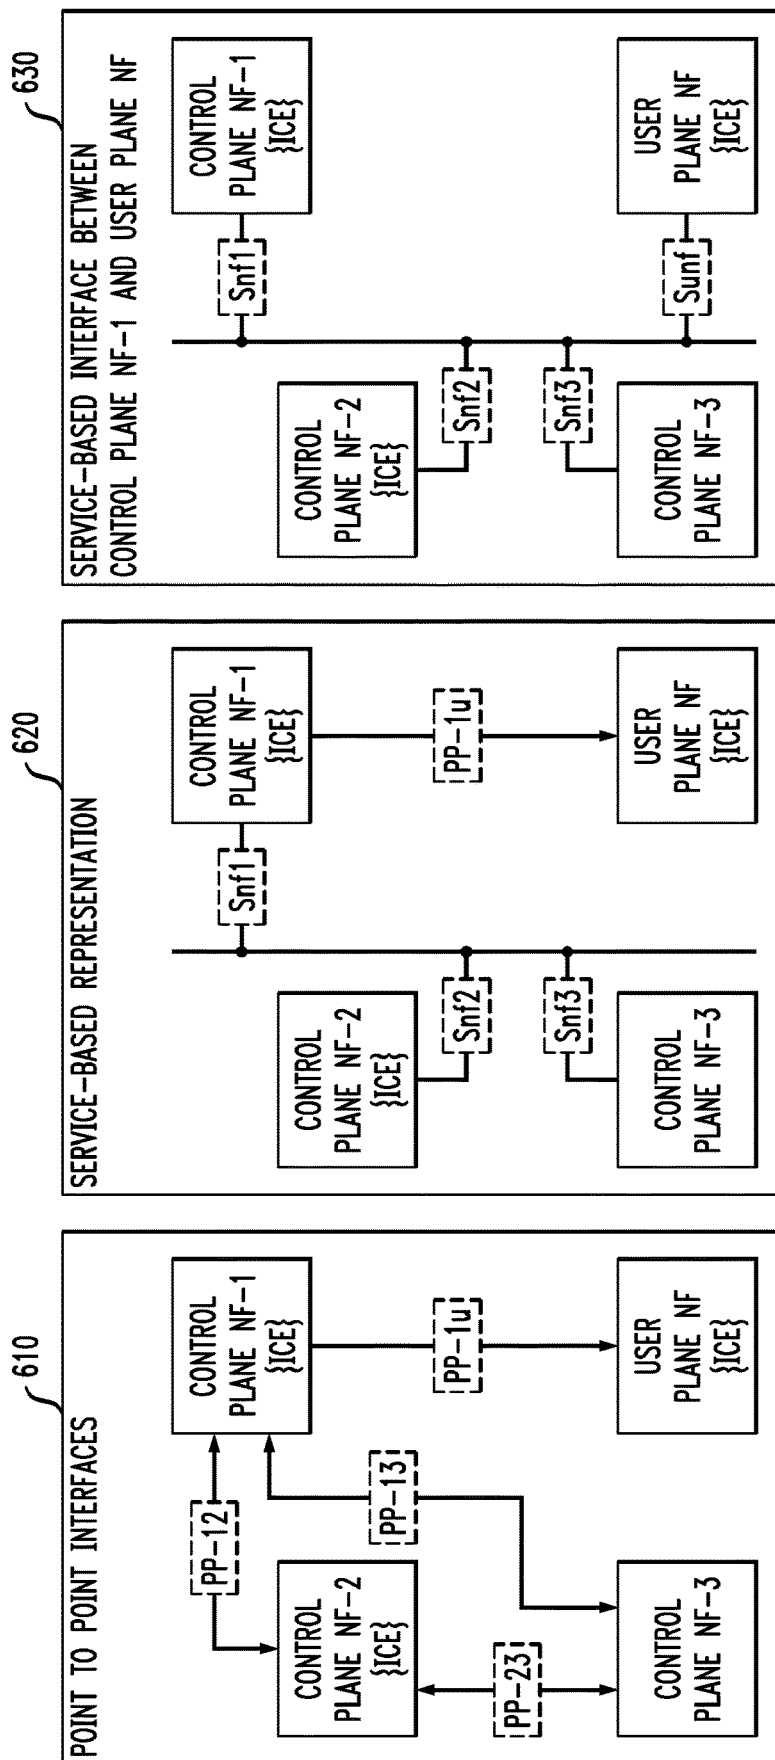 610
POINT TO POINT INTERFACES
CONTROL
PLANE NF-1
{ICE}
PP-12
PP-13
CONTROL
PLANE NF-2
{ICE}
PP-1u
PP-23
CONTROL
PLANE NF-3
USER
PLANE NF
{ICE}
620
SERVICE-BASED REPRESENTATION
CONTROL
PLANE NF-1
{ICE}
Snf1
CONTROL
PLANE NF-2
{ICE}
Snf2
PP-1u
Snf3
CONTROL
PLANE NF-3
USER
PLANE NF
{ICE}
630
SERVICE-BASED INTERFACE BETWEEN
CONTROL PLANE NF-1 AND USER PLANE NF
CONTROL
PLANE NF-1
{ICE}
Snf1
CONTROL
PLANE NF-2
{ICE}
Snf2
Snf3
Sunf
CONTROL
PLANE NF-3
USER
PLANE NF
{ICE}